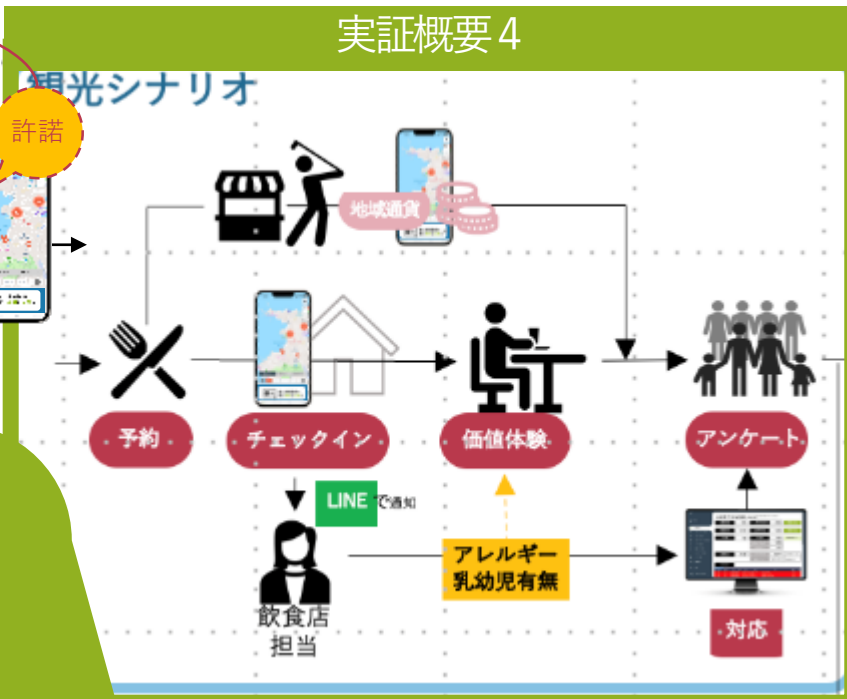 実証概要4
観光シナリオ
許諾
地域通貨
予約
チェックイン
価値体験
アンケート
LINEで通知
アレルギー
乳幼児有無
飲食店
担当
対応